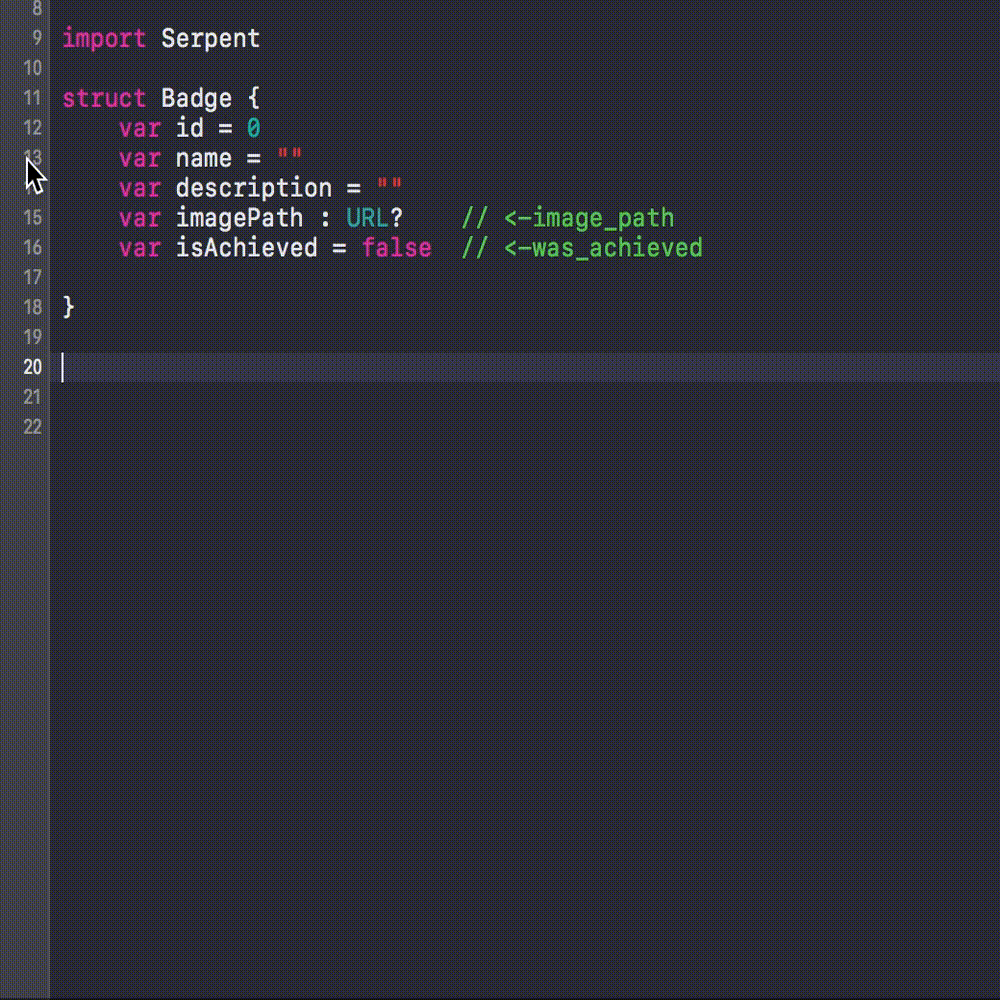 8
9 import Serpent
10
11 struct Badge {
12 var id = 0
13 var name = ""
var description = ""
15 var imagePath : URL? // <-image_path
16 var isAchieved = false // <-was_achieved
17
18 }
19
20
21
22